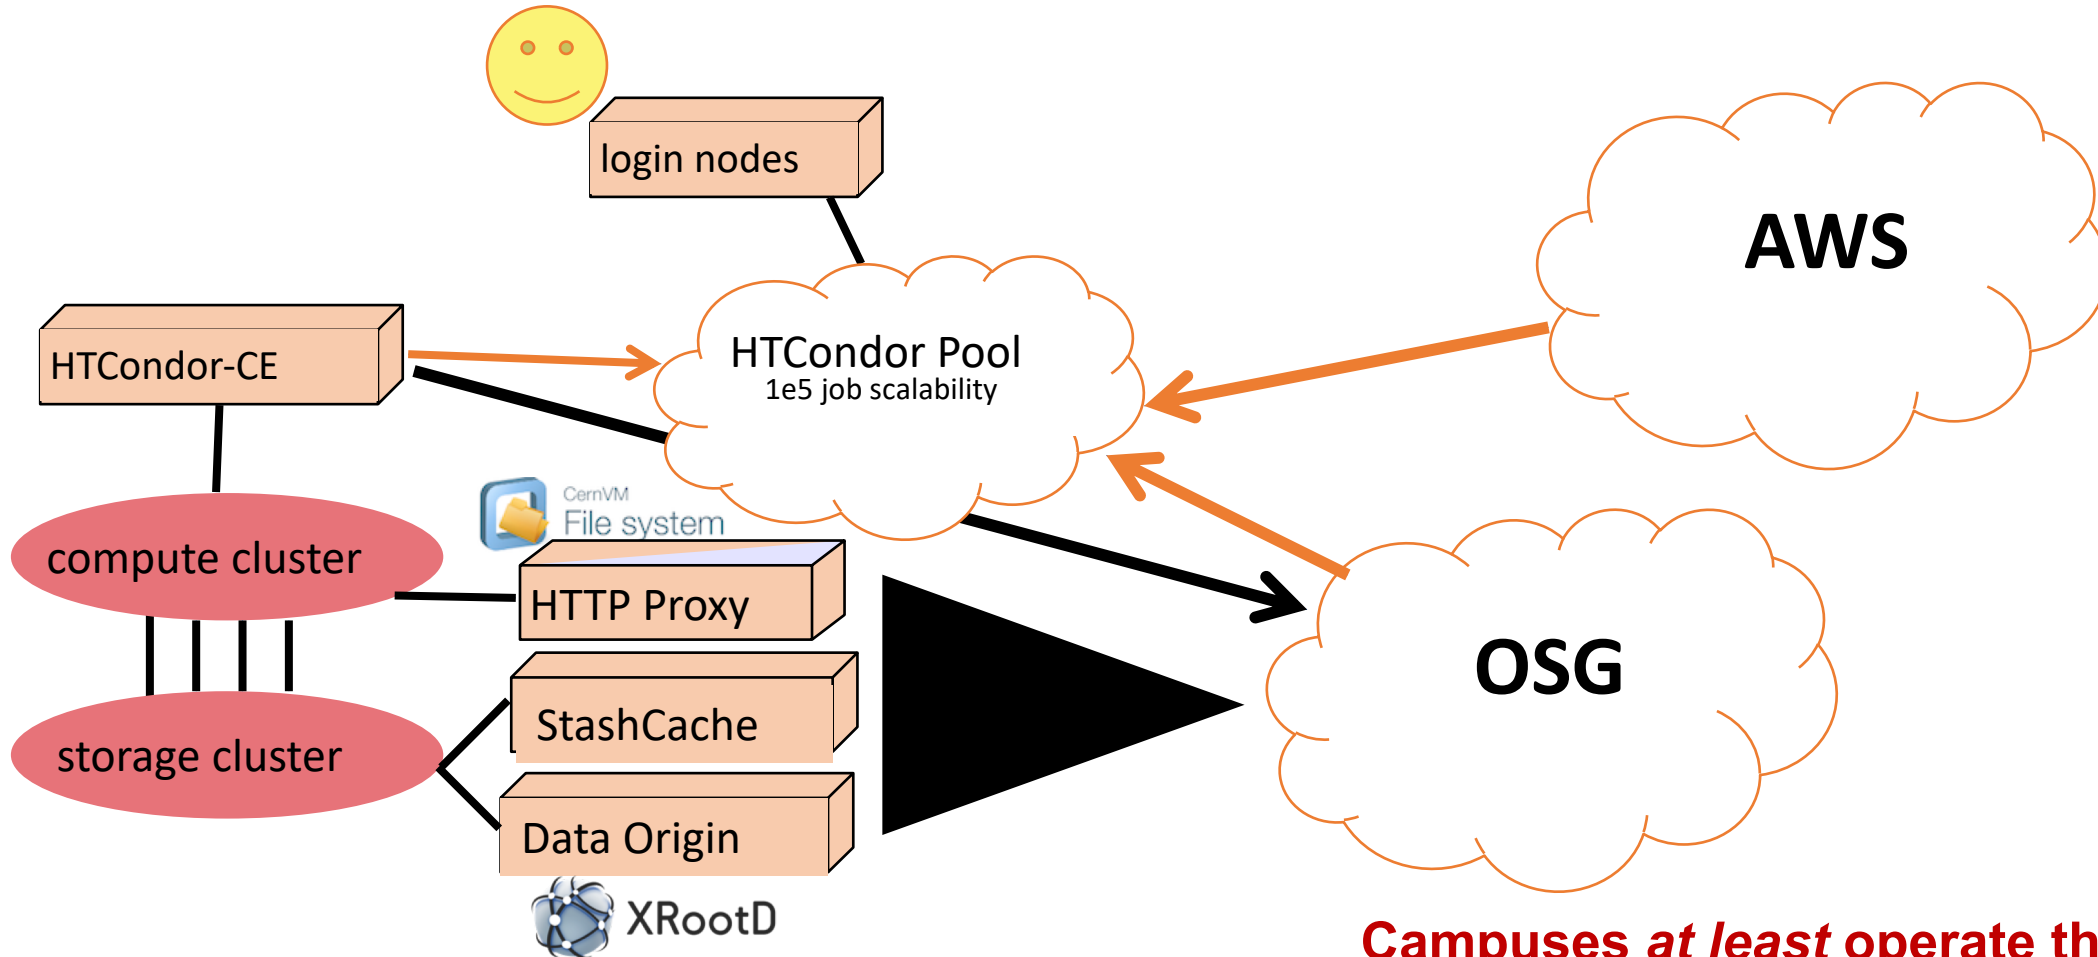 login nodes
AWS
HTCondor-CE
HTCondor Pool
1e5 job scalability
CernVM
File system
compute cluster
HTTP Proxy
OSG
StashCache
storage cluster
Data Origin
XRootD
Campuses at least operate th